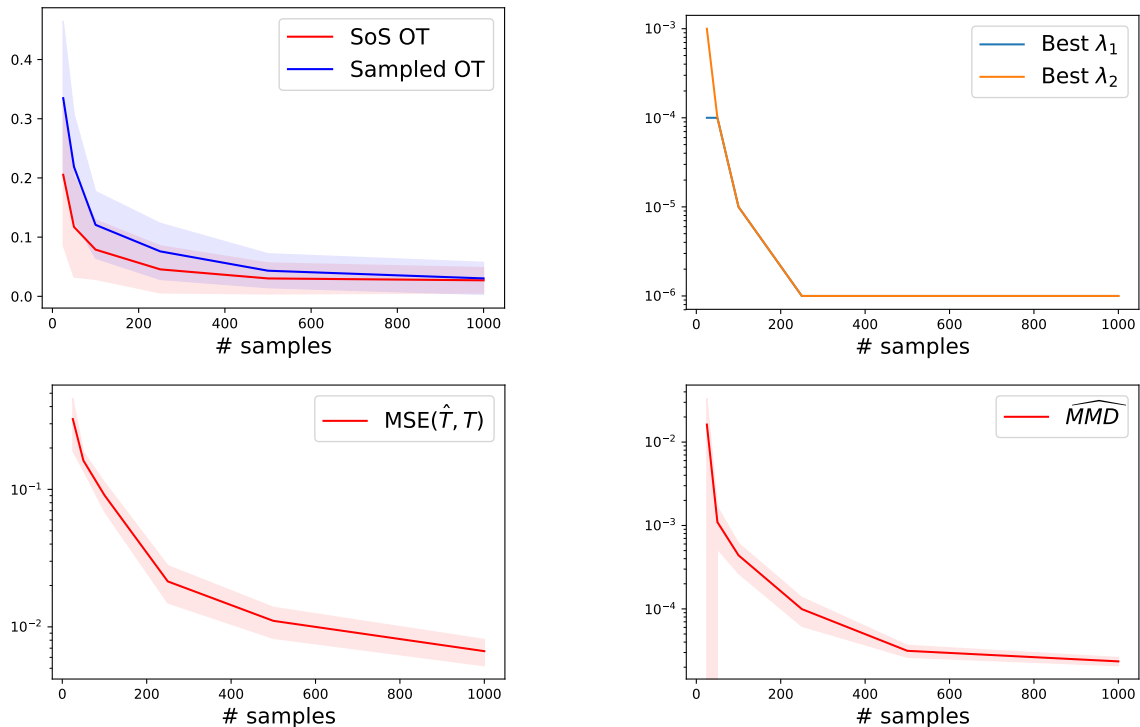 SoS OT
Sampled OT
0.4
0.3
0.2
0.1
0.0
0 200 400 600 800 1000
# samples
Best λ₁
Best λ₂
10⁻³
10⁻⁴
10⁻⁵
10⁻⁶
0 200 400 600 800 1000
# samples
MSE(T̂, T)
10⁻¹
10⁻²
0 200 400 600 800 1000
# samples
\widehat{MMD}
10⁻²
10⁻³
10⁻⁴
0 200 400 600 800 1000
# samples